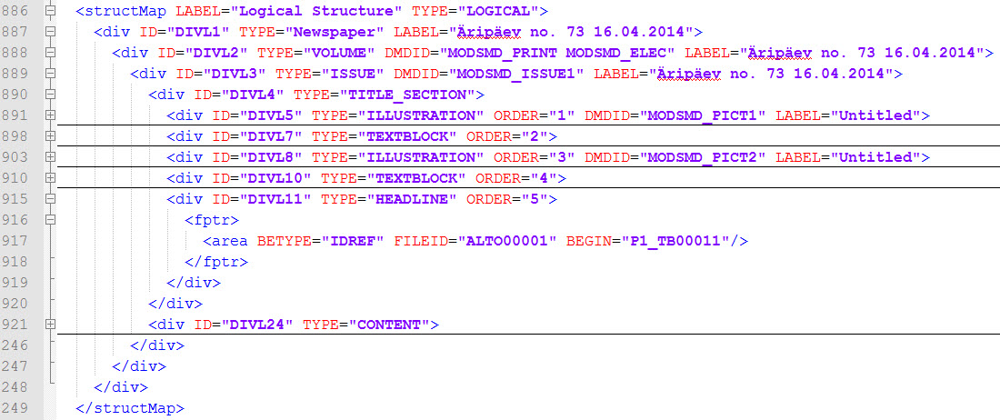 886 <structMap LABEL="Logical Structure" TYPE="LOGICAL">
887 <div ID="DIVL1" TYPE="Newspaper" LABEL="Äripäev no. 73 16.04.2014">
888 <div ID="DIVL2" TYPE="VOLUME" DMDID="MODSMD_PRINT MODSMD_ELEC" LABEL="Äripäev no. 73 16.04.2014">
889 <div ID="DIVL3" TYPE="ISSUE" DMDID="MODSMD_ISSUE1" LABEL="Äripäev no. 73 16.04.2014">
890 <div ID="DIVL4" TYPE="TITLE_SECTION">
891 <div ID="DIVL5" TYPE="ILLUSTRATION" ORDER="1" DMDID="MODSMD_PICT1" LABEL="Untitled">
898 <div ID="DIVL7" TYPE="TEXTBLOCK" ORDER="2">
903 <div ID="DIVL8" TYPE="ILLUSTRATION" ORDER="3" DMDID="MODSMD_PICT2" LABEL="Untitled">
910 <div ID="DIVL10" TYPE="TEXTBLOCK" ORDER="4">
915 <div ID="DIVL11" TYPE="HEADLINE" ORDER="5">
916 <fptr>
917 <area BETYPE="IDREF" FILEID="ALTO00001" BEGIN="P1_TB00011"/>
918 </fptr>
919 </div>
920 </div>
921 <div ID="DIVL24" TYPE="CONTENT">
246 </div>
247 </div>
248 </div>
249 </structMap>